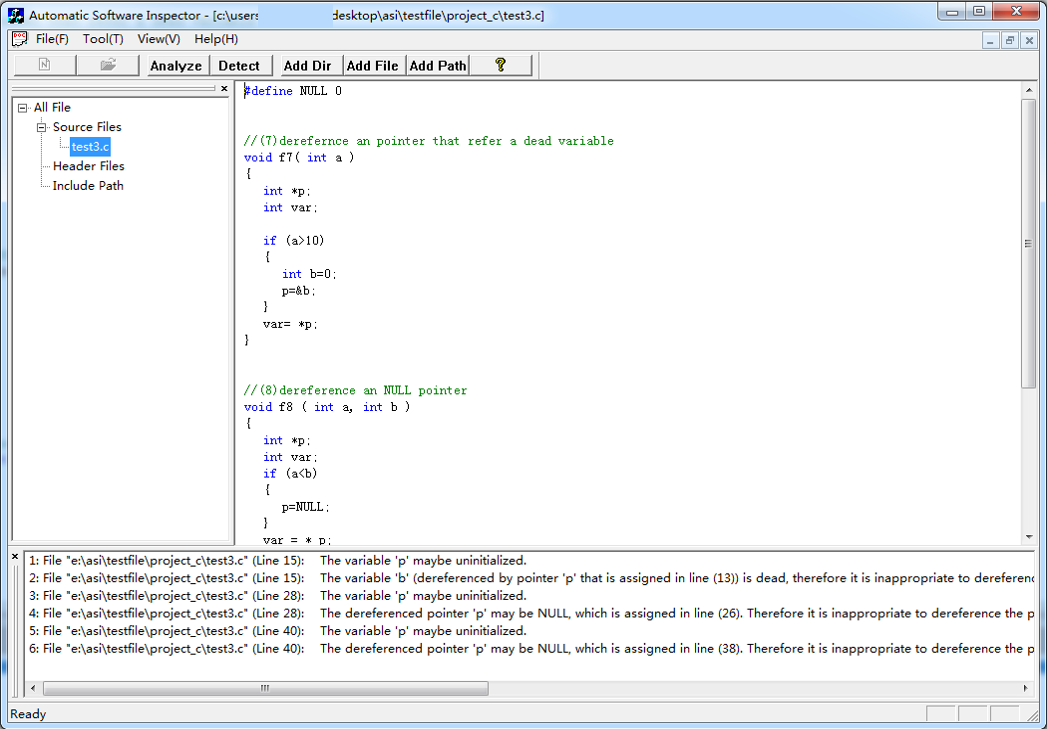 Automatic Software Inspector - [c:\users desktop\asi\testfile\project_c\test3.c]
File(F) Tool(T) View(V) Help(H)
Analyze Detect Add Dir Add File Add Path ?
All File
Source Files
test3.c
Header Files
Include Path
#define NULL 0
//(7)derefernce an pointer that refer a dead variable
void f7( int a )
{
int *p;
int var;
if (a>10)
{
int b=0;
p=&b;
}
var= *p;
}
//(8)dereference an NULL pointer
void f8 ( int a, int b )
{
int *p;
int var;
if (a<b)
{
p=NULL;
}
var = * p;
1: File "e:\asi\testfile\project_c\test3.c" (Line 15): The variable 'p' maybe uninitialized.
2: File "e:\asi\testfile\project_c\test3.c" (Line 15): The variable 'b' (dereferenced by pointer 'p' that is assigned in line (13)) is dead, therefore it is inappropriate to derefenc
3: File "e:\asi\testfile\project_c\test3.c" (Line 28): The variable 'p' maybe uninitialized.
4: File "e:\asi\testfile\project_c\test3.c" (Line 28): The dereferenced pointer 'p' may be NULL, which is assigned in line (26). Therefore it is inappropriate to dereference the p
5: File "e:\asi\testfile\project_c\test3.c" (Line 40): The variable 'p' maybe uninitialized.
6: File "e:\asi\testfile\project_c\test3.c" (Line 40): The dereferenced pointer 'p' may be NULL, which is assigned in line (38). Therefore it is inappropriate to dereference the p
Ready